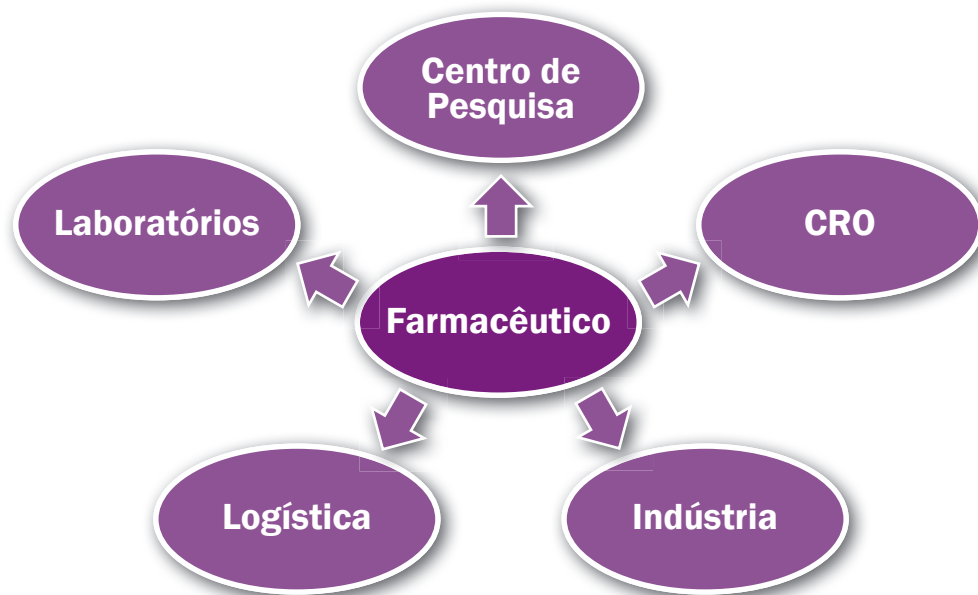 Centro de
Pesquisa
Laboratórios
CRO
Farmacêutico
Logística
Indústria